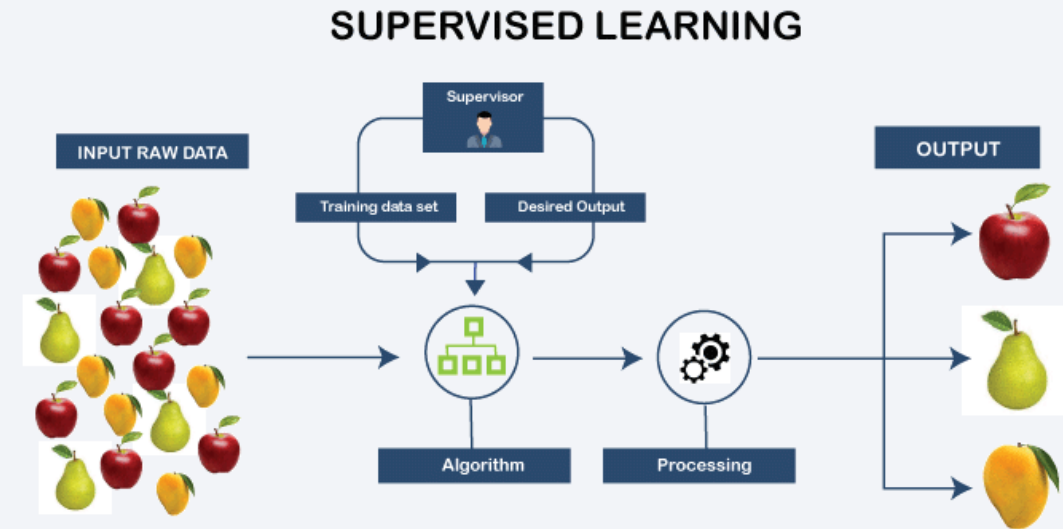 SUPERVISED LEARNING
Supervisor
INPUT RAW DATA
OUTPUT
Training data set
Desired Output
Algorithm
Processing